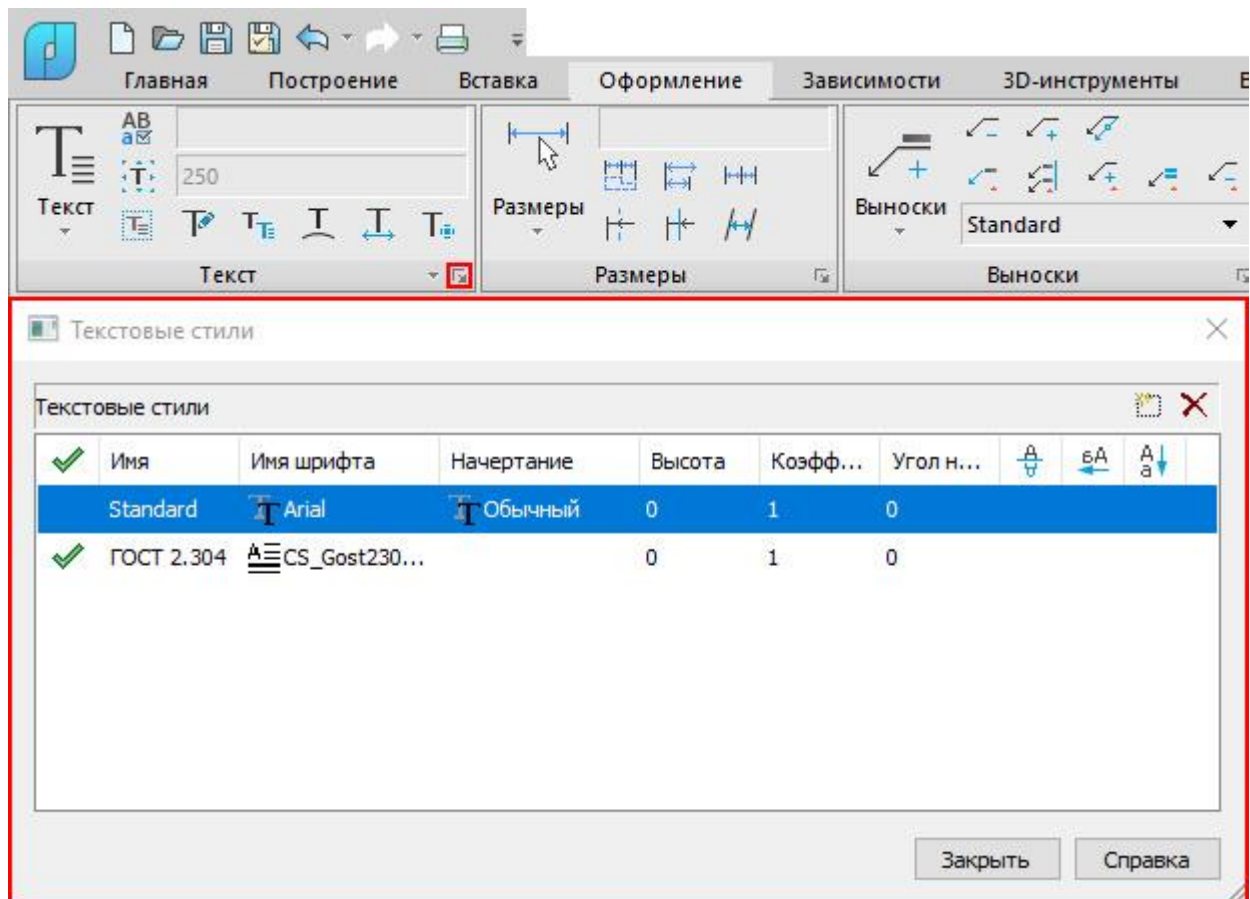 Главная Построение Вставка Оформление Зависимости 3D-инструменты
250
Текст Размеры Выноски Standard
Текст Размеры Выноски
Текстовые стили
Текстовые стили
Имя Имя шрифта Начертание Высота Коэфф... Угол н...
Standard Arial Обычный 0 1 0
ГОСТ 2.304 CS_Gost230... 0 1 0
Закрыть Справка